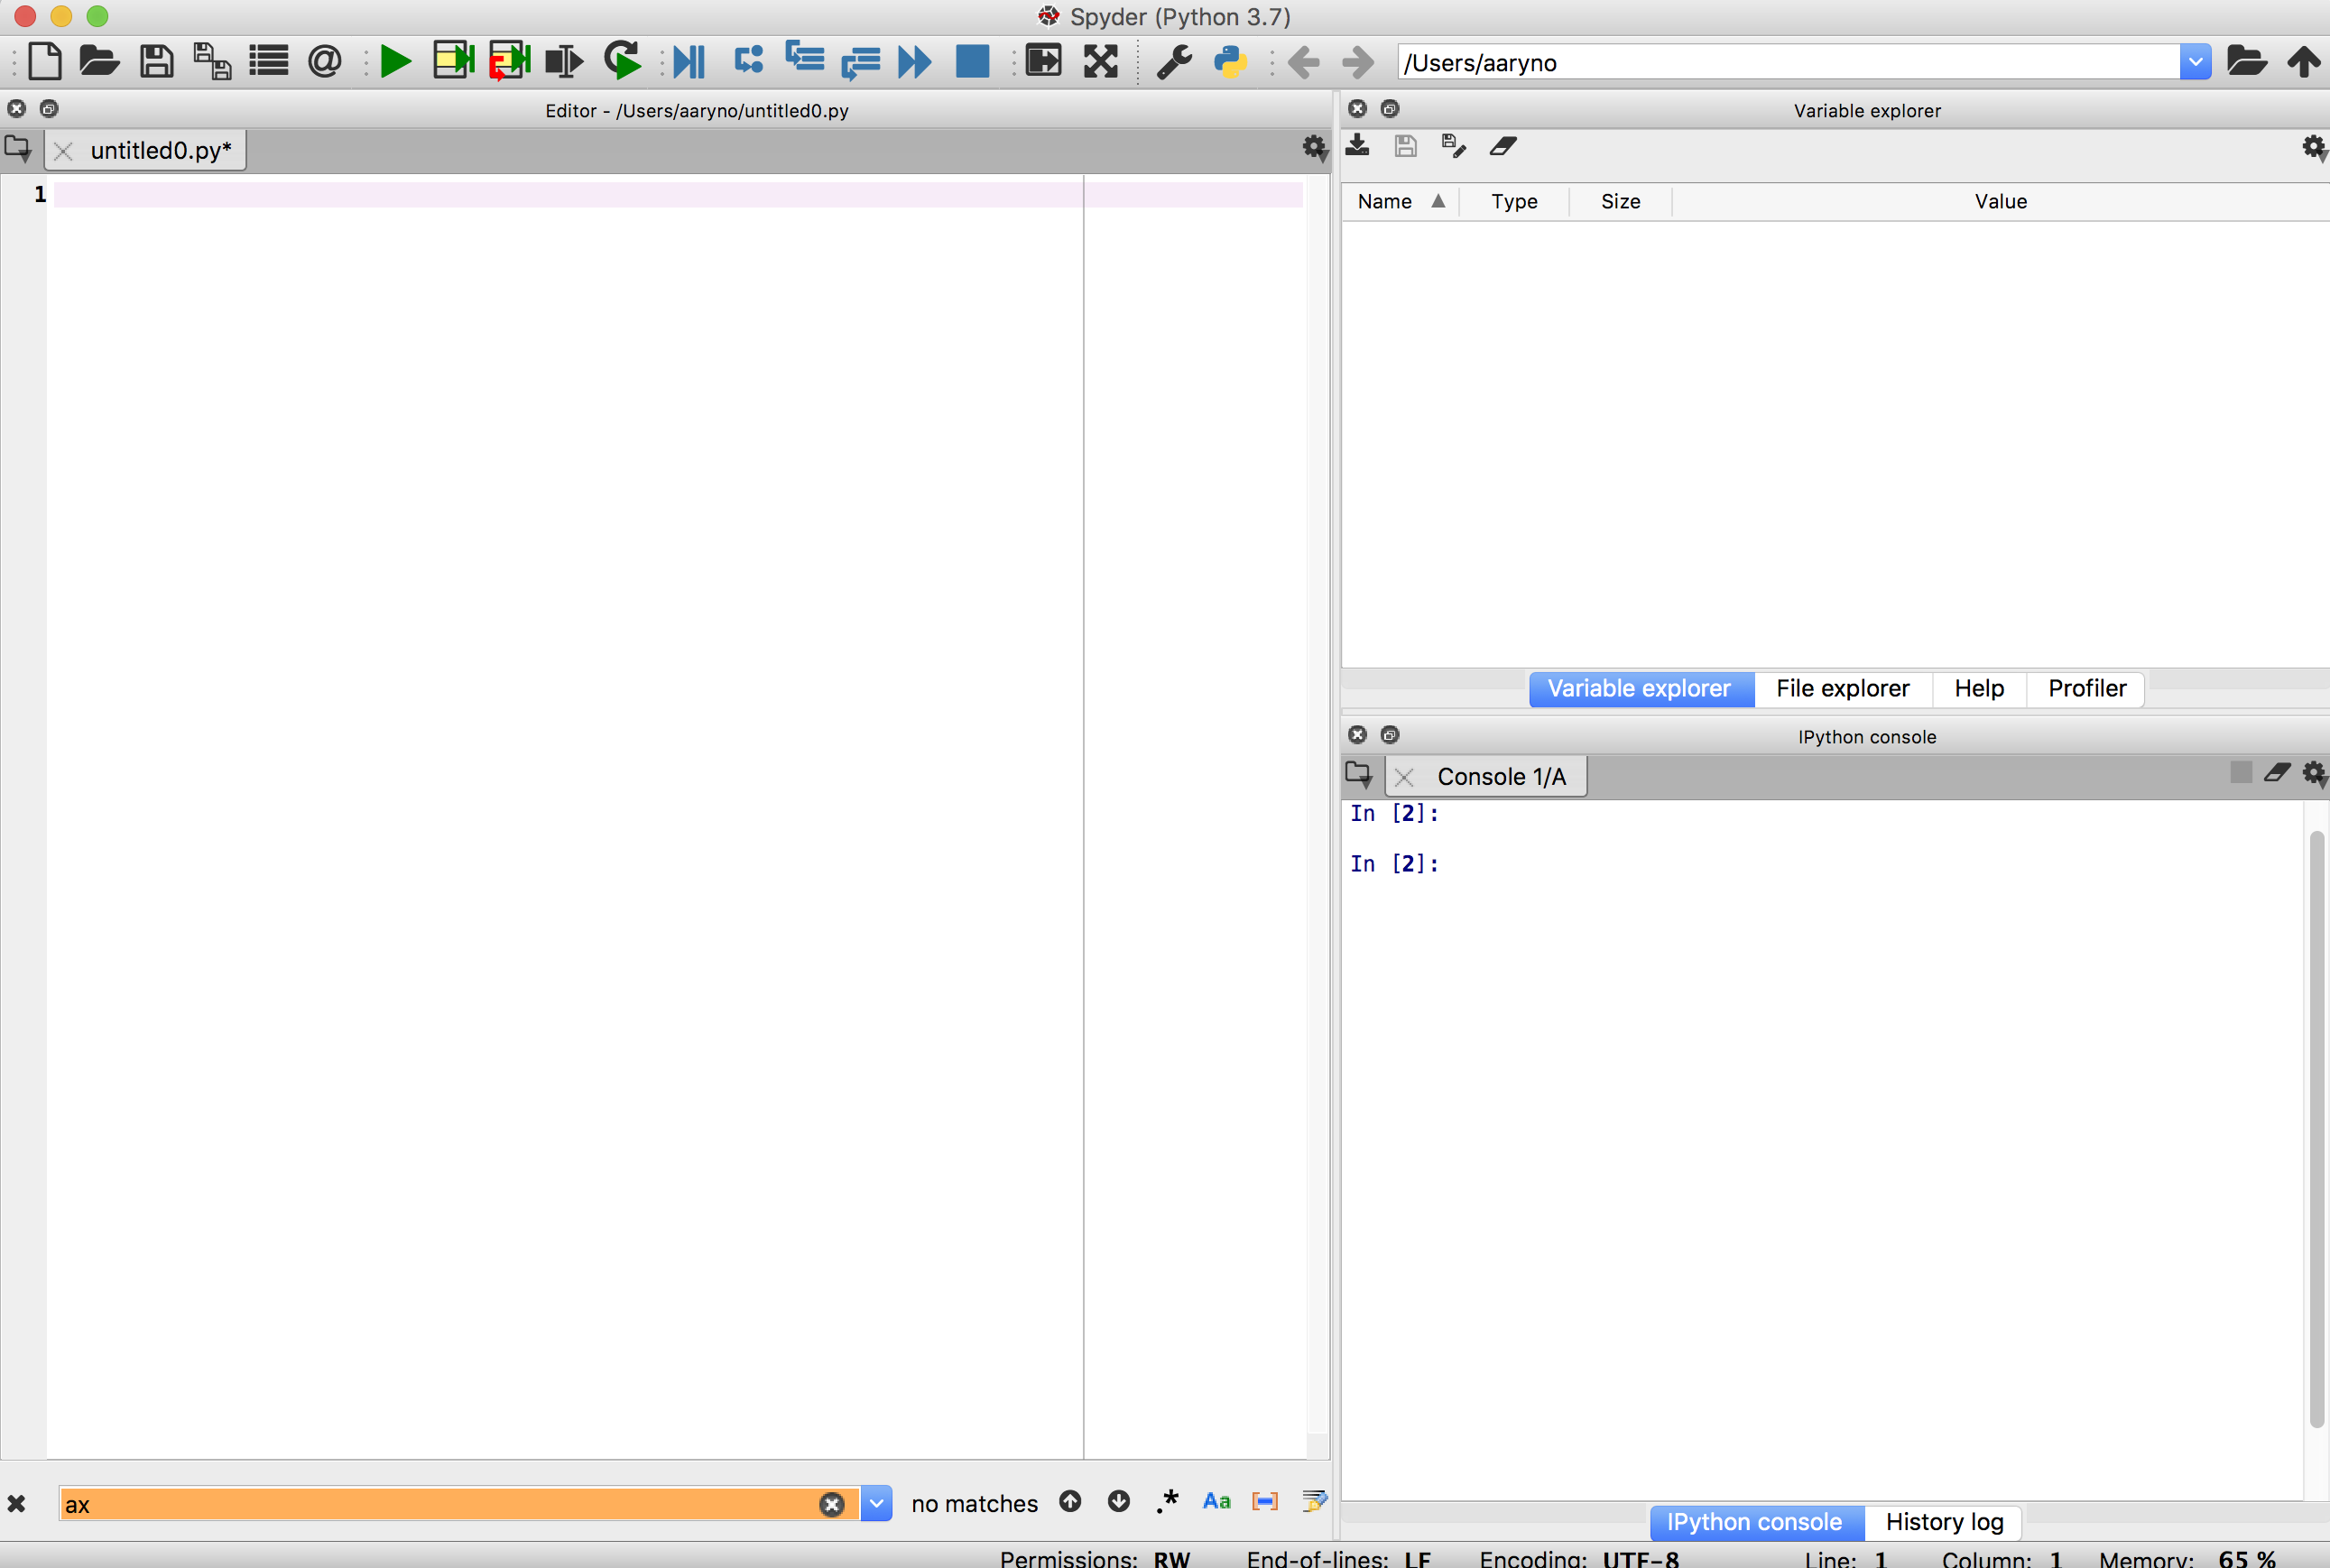 Spyder (Python 3.7)
/Users/aaryno
Editor - /Users/aaryno/untitled0.py
untitled0.py*
1
ax
no matches
.*
Aa
Variable explorer
Name Type Size Value
Variable explorer File explorer Help Profiler
IPython console
Console 1/A
In [2]:
In [2]:
IPython console History log
Permissions: RW End-of-lines: LF Encoding: UTF-8 Line: 1 Column: 1 Memory: 65 %